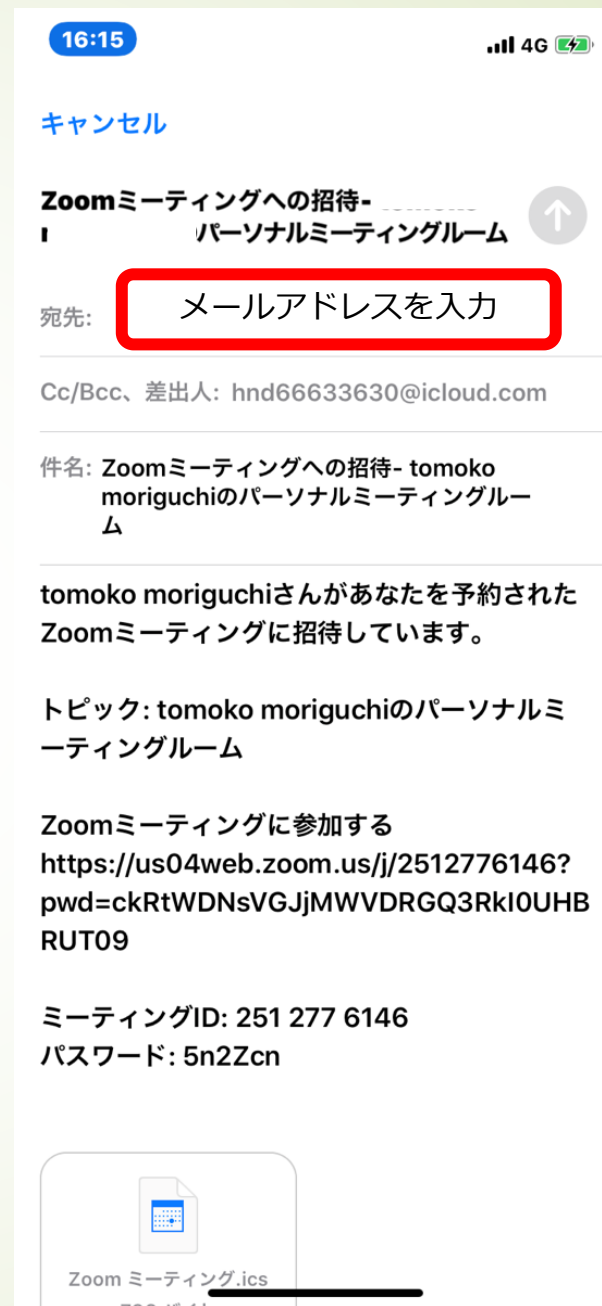 16:15
4G
キャンセル
Zoomミーティングへの招待-
パーソナルミーティングルーム
宛先: メールアドレスを入力
Cc/Bcc、差出人: hnd66633630@icloud.com
件名: Zoomミーティングへの招待- tomoko
moriguchiのパーソナルミーティングルー
ム
tomoko moriguchiさんがあなたを予約された
Zoomミーティングに招待しています。
トピック: tomoko moriguchiのパーソナルミ
ーティングルーム
Zoomミーティングに参加する
https://us04web.zoom.us/j/2512776146?
pwd=ckRtWDNsVGJjMWVDRGQ3RkI0UHB
RUT09
ミーティングID: 251 277 6146
パスワード: 5n2Zcn
Zoom ミーティング.ics